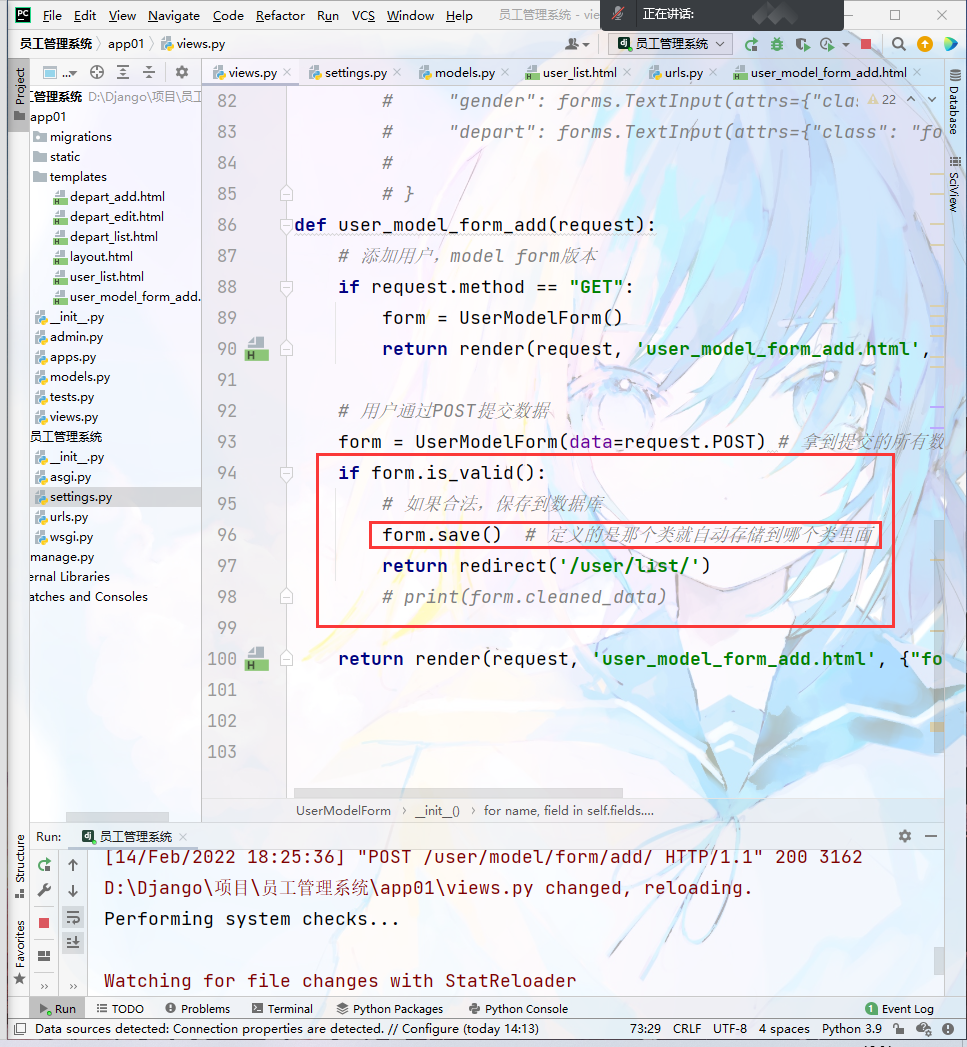 File Edit View Navigate Code Refactor Run VCS Window Help 员工管理系统 - vie 正在讲话:
员工管理系统 app01 views.py 员工管理系统
Project
views.py settings.py models.py user_list.html urls.py user_model_form_add.html
工管理系统 D:\Django\项目\员工
app01
migrations
static
templates
depart_add.html
depart_edit.html
depart_list.html
layout.html
user_list.html
user_model_form_add.
__init__.py
admin.py
apps.py
models.py
tests.py
views.py
员工管理系统
__init__.py
asgi.py
settings.py
urls.py
wsgi.py
manage.py
ernal Libraries
atches and Consoles
22
82 # "gender": forms.TextInput(attrs={"cla
83 # "depart": forms.TextInput(attrs={"class": "fo
84 #
85 # }
86 def user_model_form_add(request):
87 # 添加用户，model form版本
88 if request.method == "GET":
89 form = UserModelForm()
90 return render(request, 'user_model_form_add.html',
91
92 # 用户通过POST提交数据
93 form = UserModelForm(data=request.POST) # 拿到提交的所有数
94 if form.is_valid():
95 # 如果合法，保存到数据库
96 form.save() # 定义的是那个类就自动存储到哪个类里面
97 return redirect('/user/list/')
98 # print(form.cleaned_data)
99
100 return render(request, 'user_model_form_add.html', {"fo
101
102
103
Database
SciView
UserModelForm __init__() for name, field in self.fields....
Run: 员工管理系统
Structure
Favorites
[14/Feb/2022 18:25:36] "POST /user/model/form/add/ HTTP/1.1" 200 3162
D:\Django\项目\员工管理系统\app01\views.py changed, reloading.
Performing system checks...
Watching for file changes with StatReloader
Run TODO Problems Terminal Python Packages Python Console 1 Event Log
Data sources detected: Connection properties are detected. // Configure (today 14:13) 73:29 CRLF UTF-8 4 spaces Python 3.9